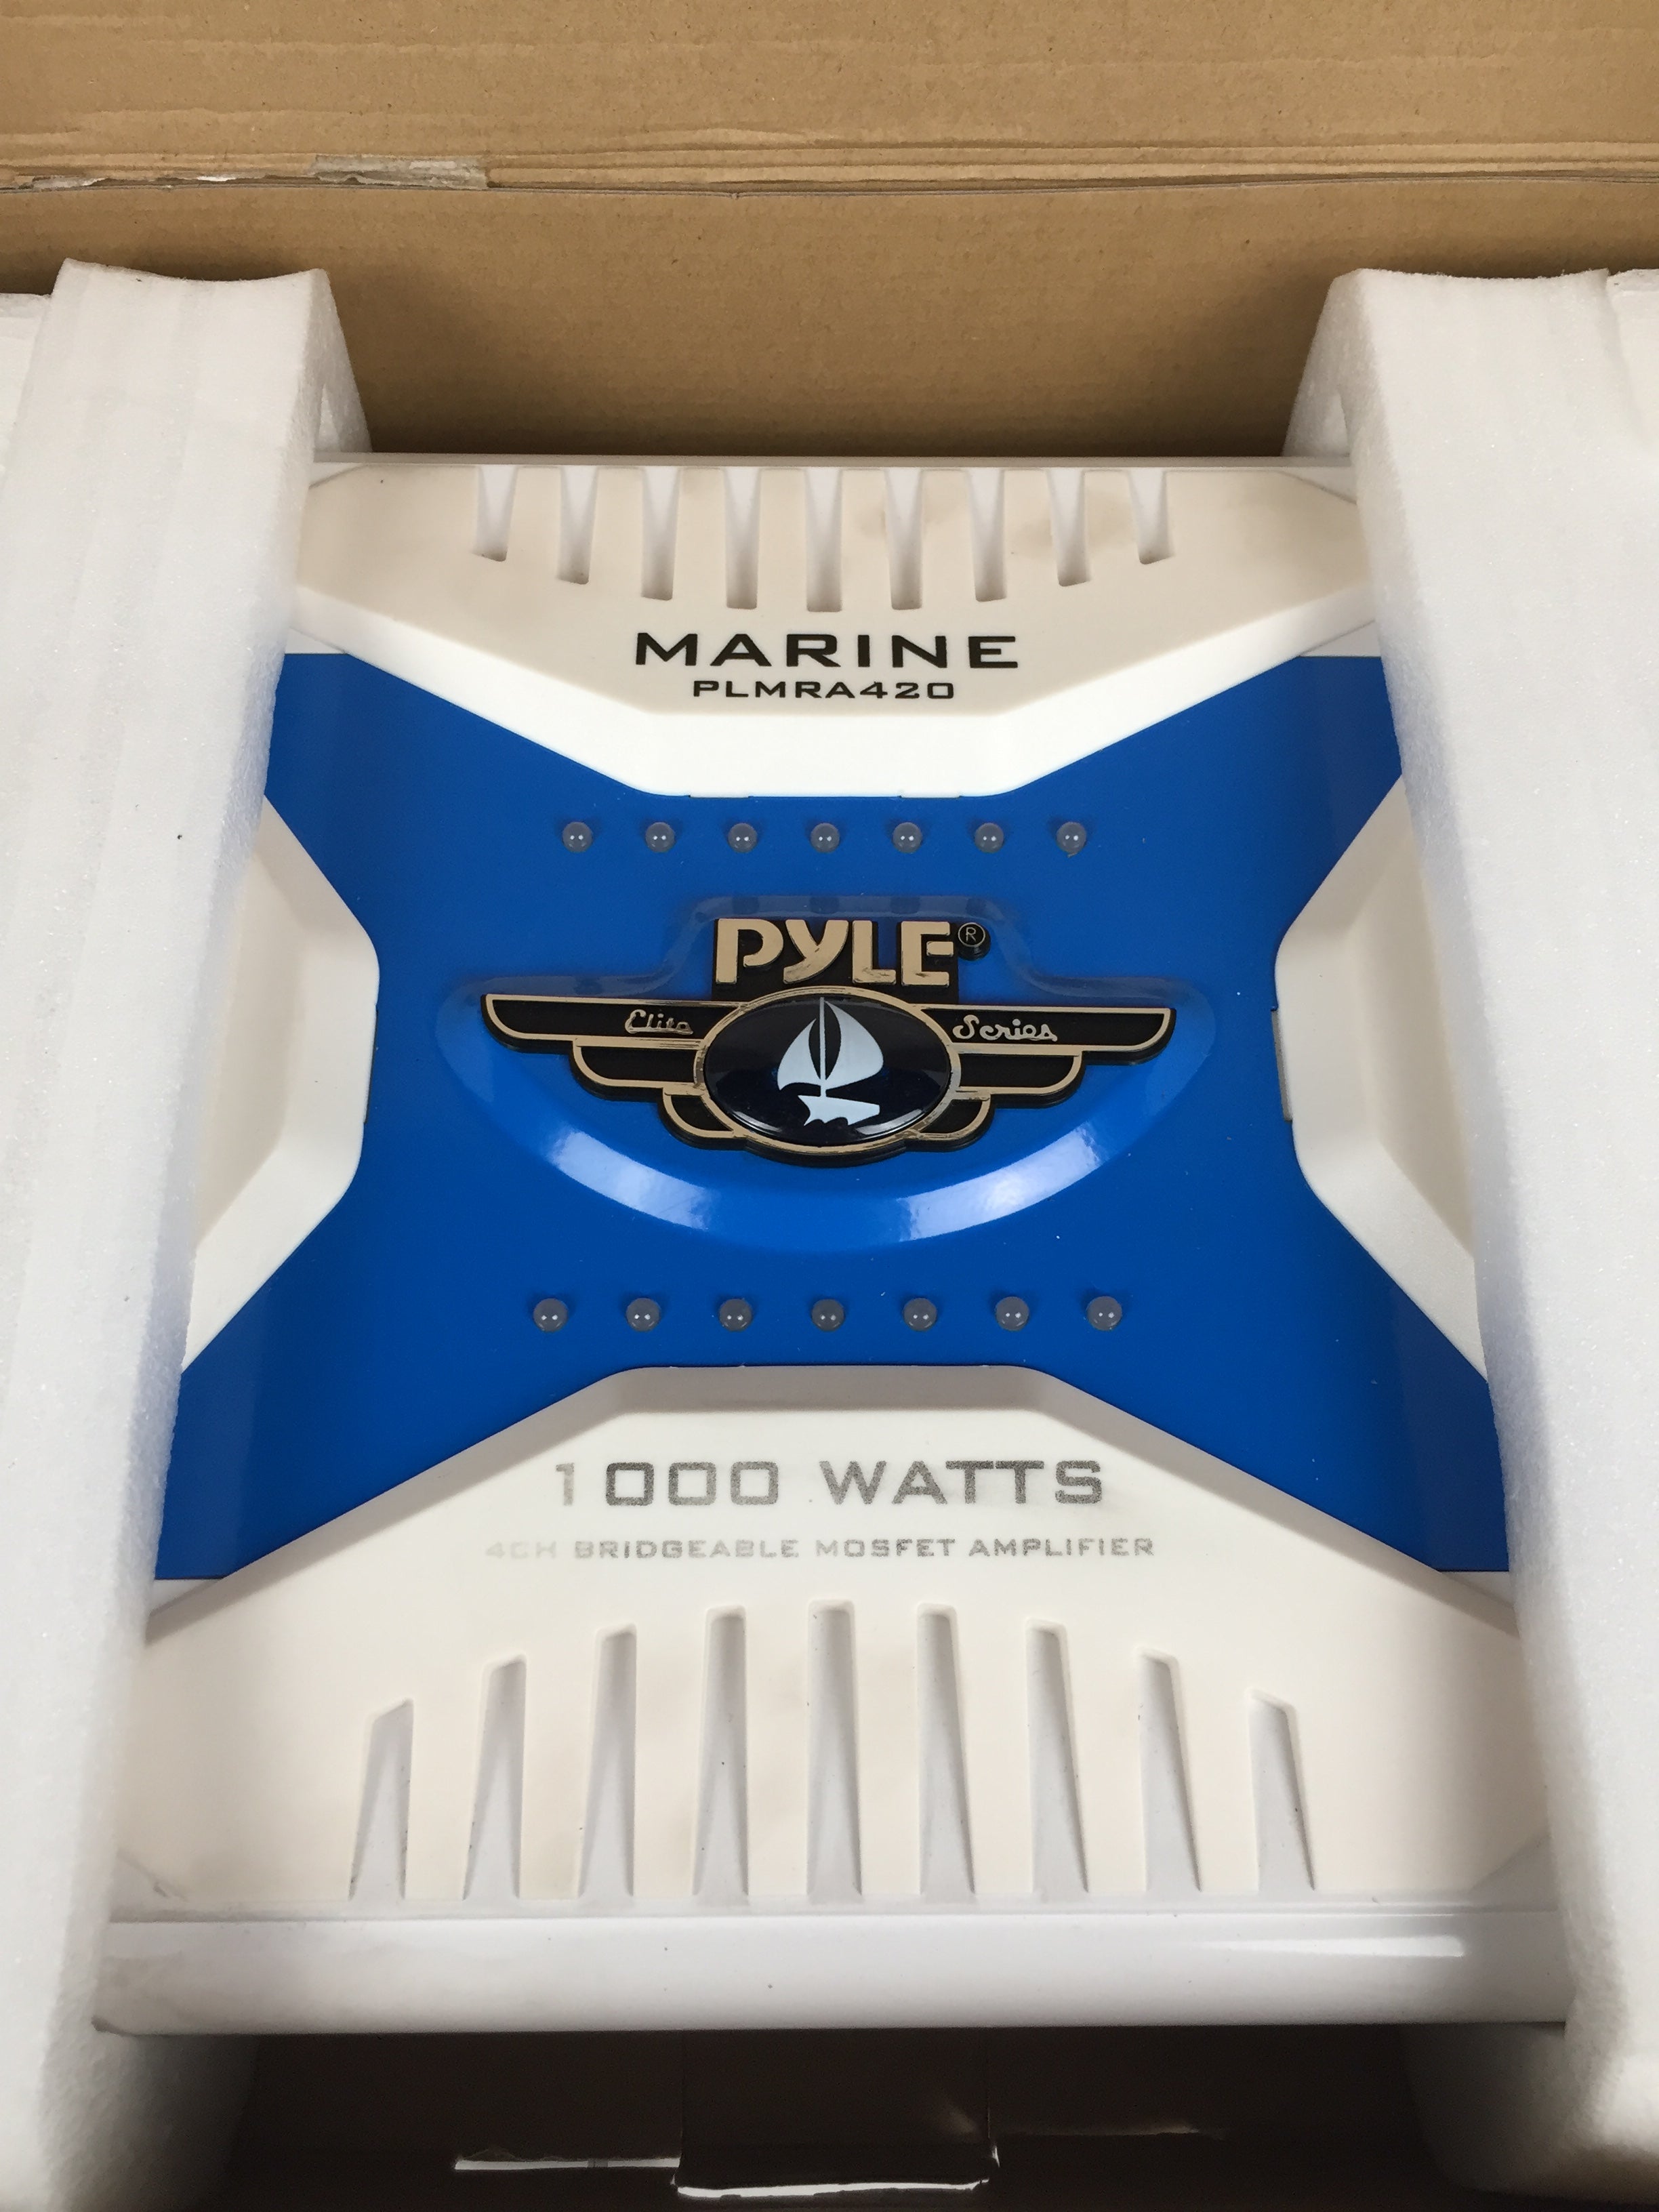 MARINE
PLMRA420
PYLE®
Elite Series
1000 WATTS
4CH BRIDGEABLE MOSFET AMPLIFIER